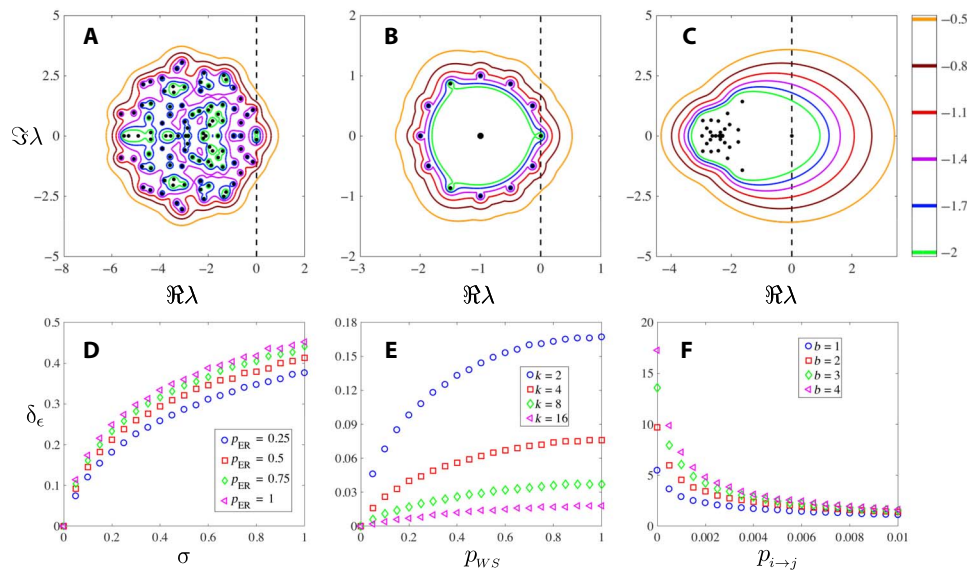 A
B
C
5
2.5
0
−2.5
−5
ℑλ
−8 −6 −4 −2 0 2
ℜλ
2
1
0
−1
−2
−3 −2 −1 0 1
ℜλ
5
2.5
0
−2.5
−5
−4 −2 0 2
ℜλ
−0.5
−0.8
−1.1
−1.4
−1.7
−2
D
0.5
0.4
0.3
0.2
0.1
0
δϵ
0 0.2 0.4 0.6 0.8 1
σ
pER = 0.25
pER = 0.5
pER = 0.75
pER = 1
E
0.18
0.15
0.12
0.09
0.06
0.03
0
0 0.2 0.4 0.6 0.8 1
pWS
k = 2
k = 4
k = 8
k = 16
F
20
15
10
5
0
0 0.002 0.004 0.006 0.008 0.01
pi→j
b = 1
b = 2
b = 3
b = 4